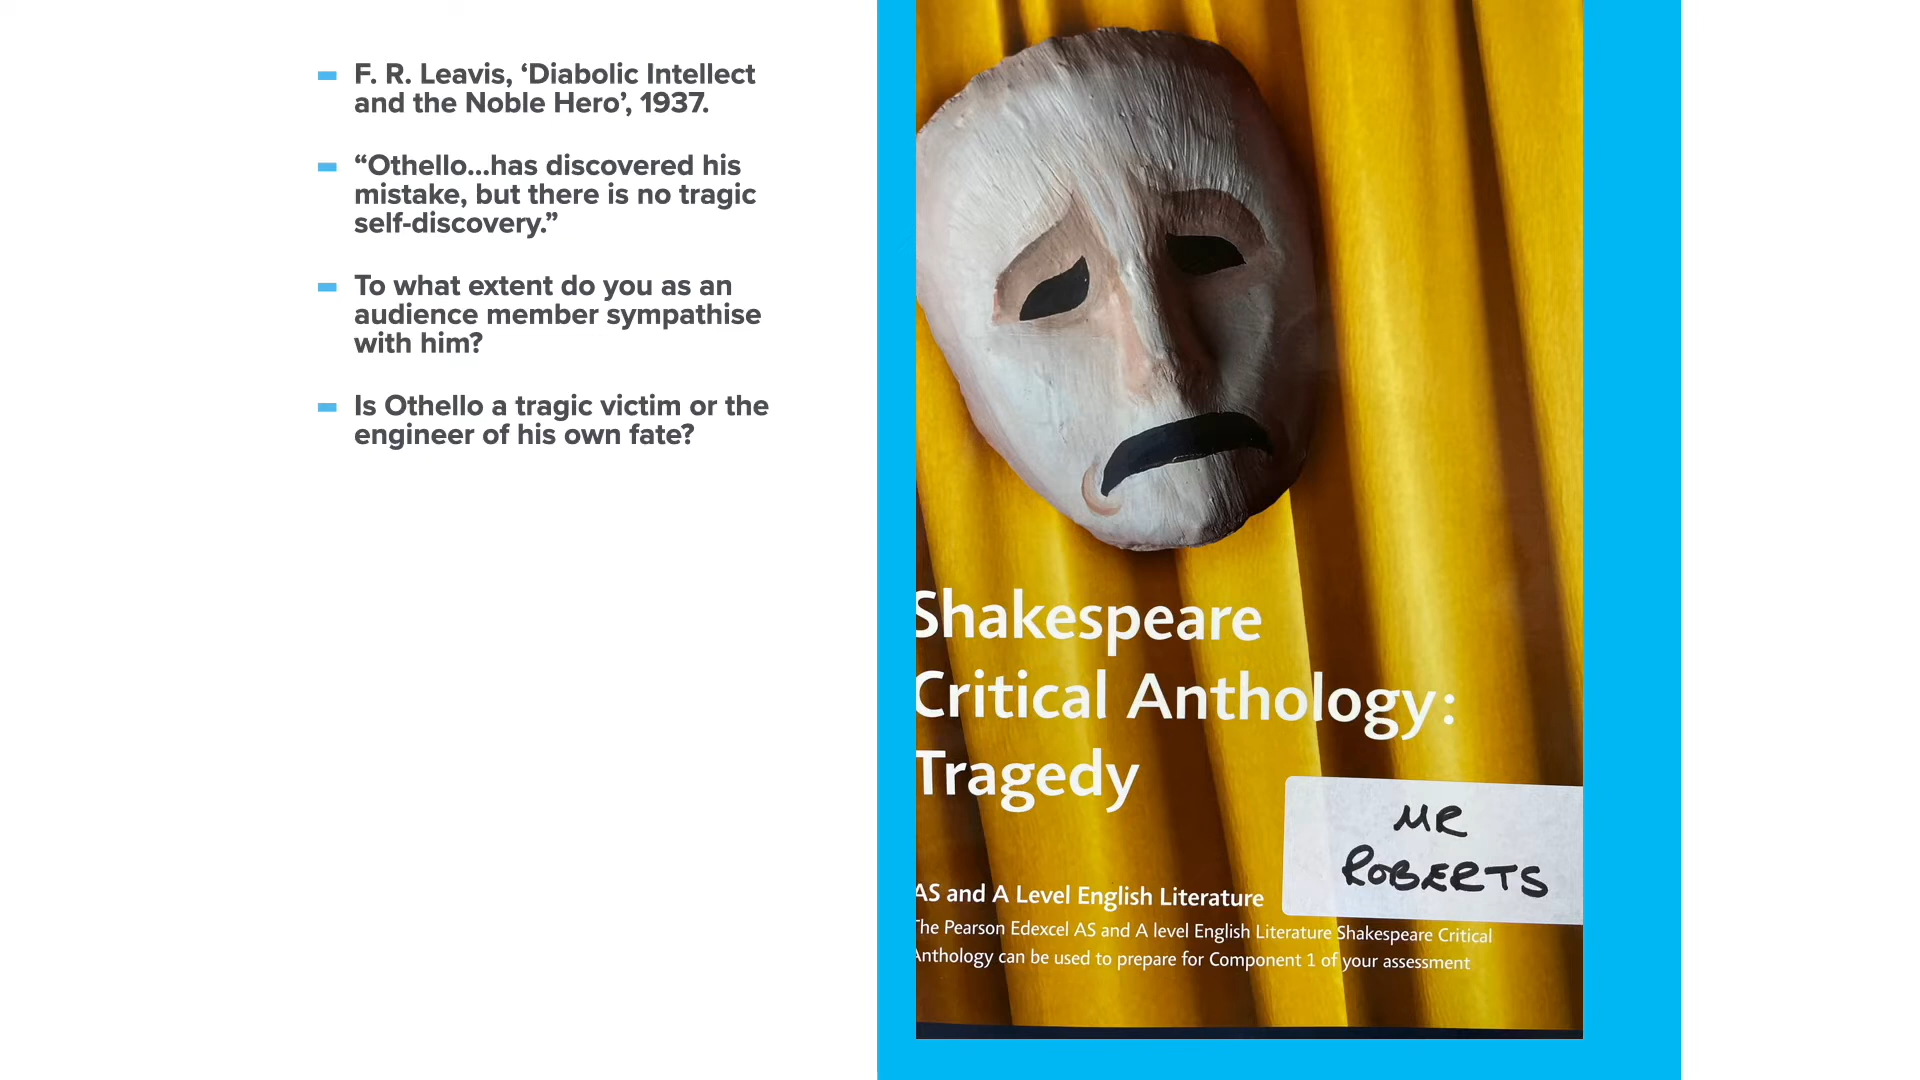 F. R. Leavis, ‘Diabolic Intellect
and the Noble Hero’, 1937.
“Othello...has discovered his
mistake, but there is no tragic
self-discovery.”
To what extent do you as an
audience member sympathise
with him?
Is Othello a tragic victim or the
engineer of his own fate?
Shakespeare
Critical Anthology:
Tragedy
MR
ROBERTS
AS and A Level English Literature
The Pearson Edexcel AS and A level English Literature Shakespeare Critical
Anthology can be used to prepare for Component 1 of your assessment